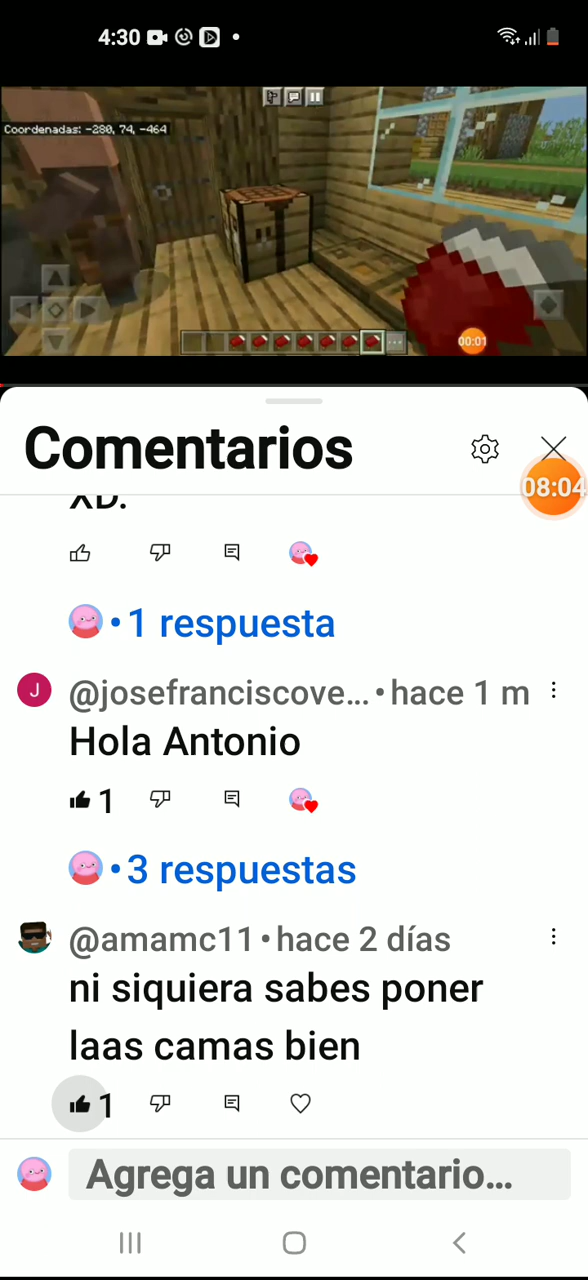 4:30
Coordenadas: -280, 74, -464
00:01
Comentarios
08:04
XD.
1 respuesta
J
@josefranciscove... • hace 1 m
Hola Antonio
1
3 respuestas
@amamc11 • hace 2 días
ni siquiera sabes poner
laas camas bien
1
Agrega un comentario...